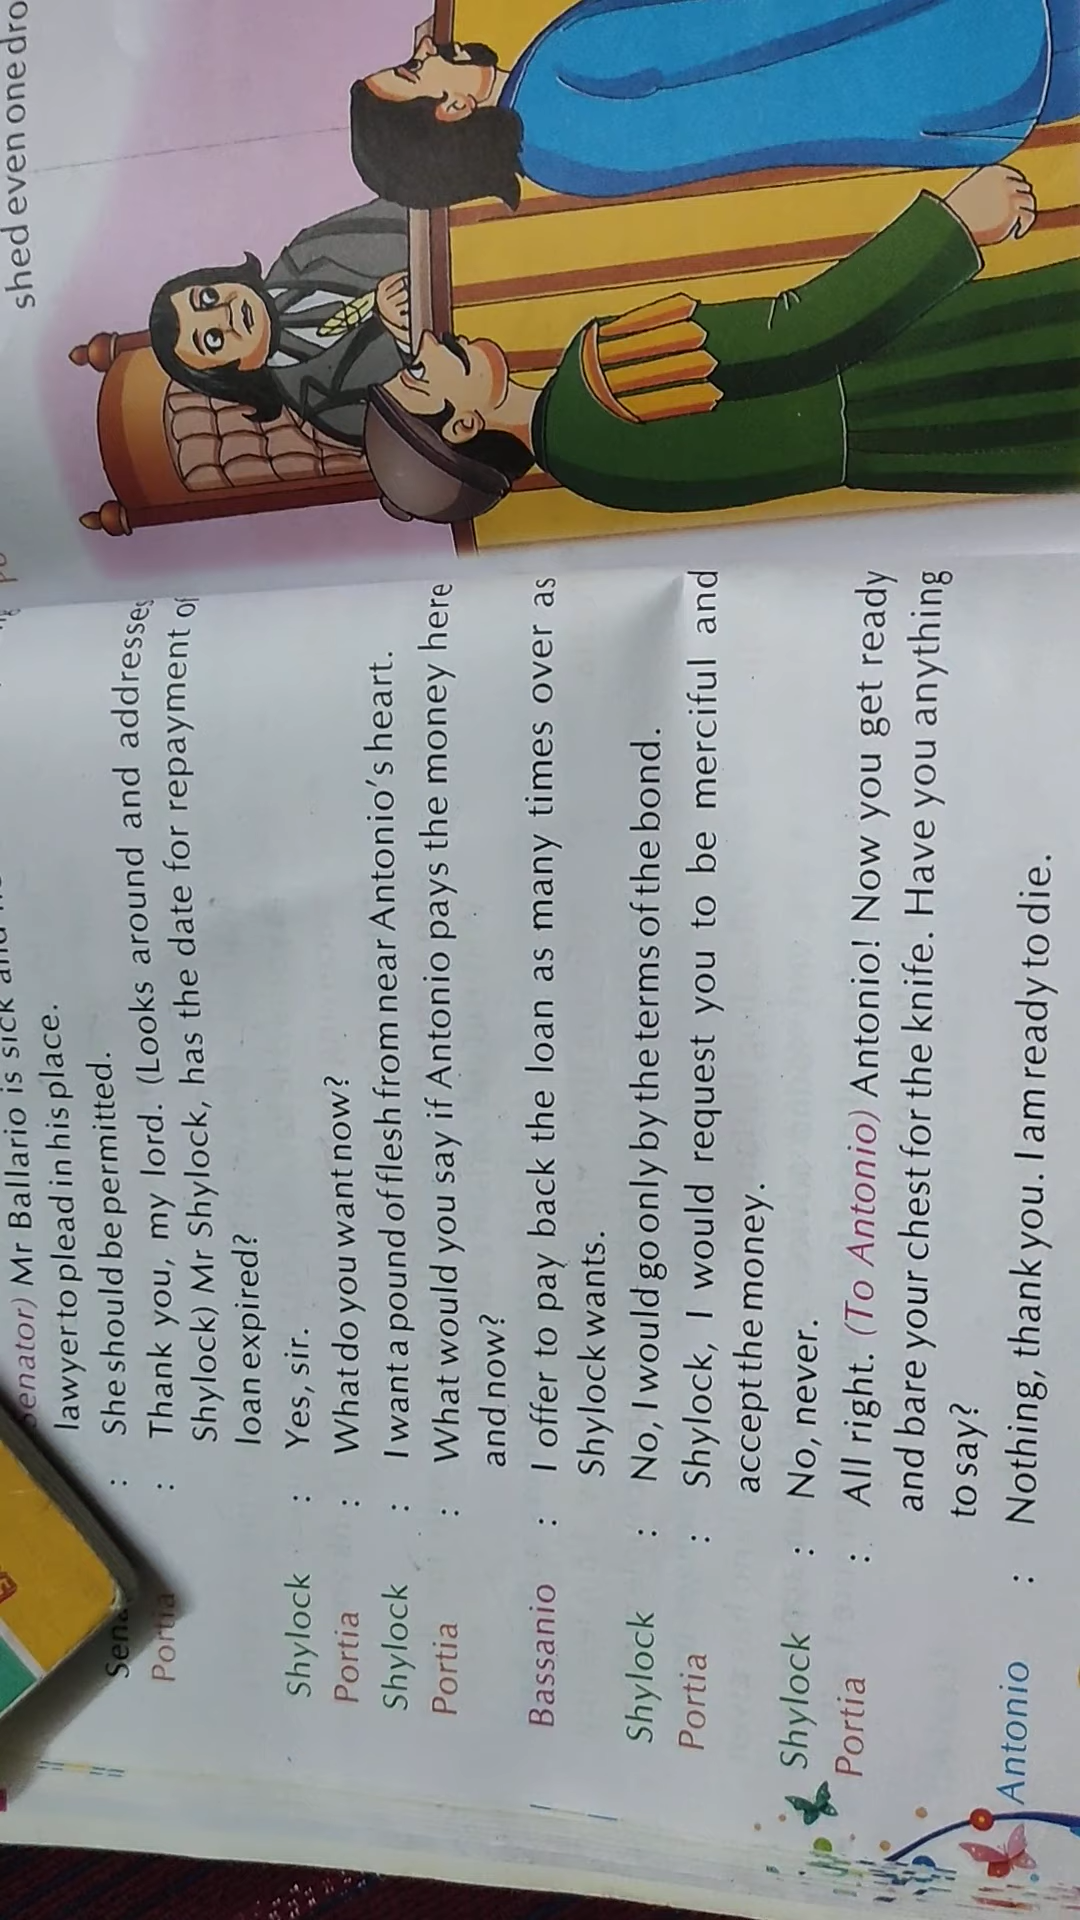 Senator) Mr Ballario is sick
lawyer to plead in his place.
: She should be permitted.
Portia : Thank you, my lord. (Looks around and addresses
Shylock) Mr Shylock, has the date for repayment of
loan expired?
Shylock : Yes, sir.
Portia : What do you want now?
Shylock : I want a pound of flesh from near Antonio's heart.
Portia : What would you say if Antonio pays the money here
and now?
Bassanio : I offer to pay back the loan as many times over as
Shylock wants.
Shylock : No, I would go only by the terms of the bond.
Portia : Shylock, I would request you to be merciful and
accept the money.
Shylock : No, never.
Portia : All right. (To Antonio) Antonio! Now you get ready
and bare your chest for the knife. Have you anything
to say?
Antonio : Nothing, thank you. I am ready to die.
shed even one dro